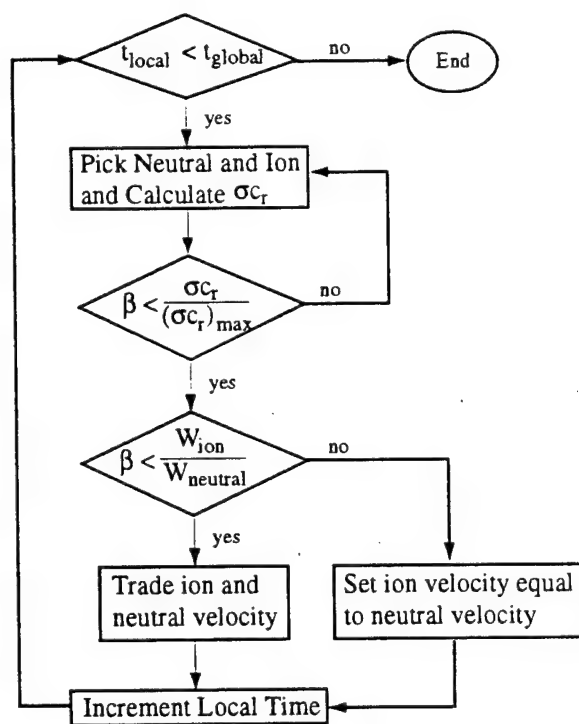 t_local < t_global
no
End
yes
Pick Neutral and Ion
and Calculate σc_r
β < σc_r / (σc_r)_max
no
yes
β < W_ion / W_neutral
no
yes
Trade ion and
neutral velocity
Set ion velocity equal
to neutral velocity
Increment Local Time